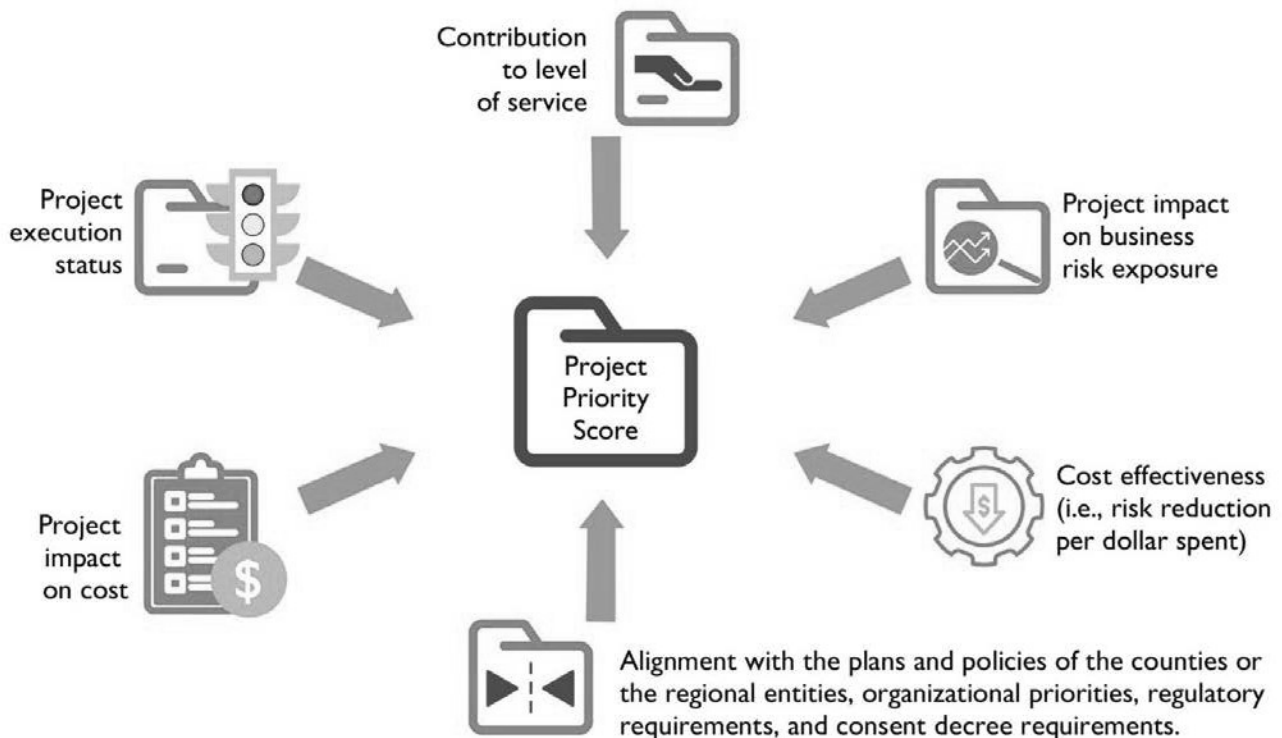 Contribution
to level
of service
Project
execution
status
Project impact
on business
risk exposure
Project
Priority
Score
Project
impact
on cost
$
Cost effectiveness
(i.e., risk reduction
per dollar spent)
$
Alignment with the plans and policies of the counties or
the regional entities, organizational priorities, regulatory
requirements, and consent decree requirements.